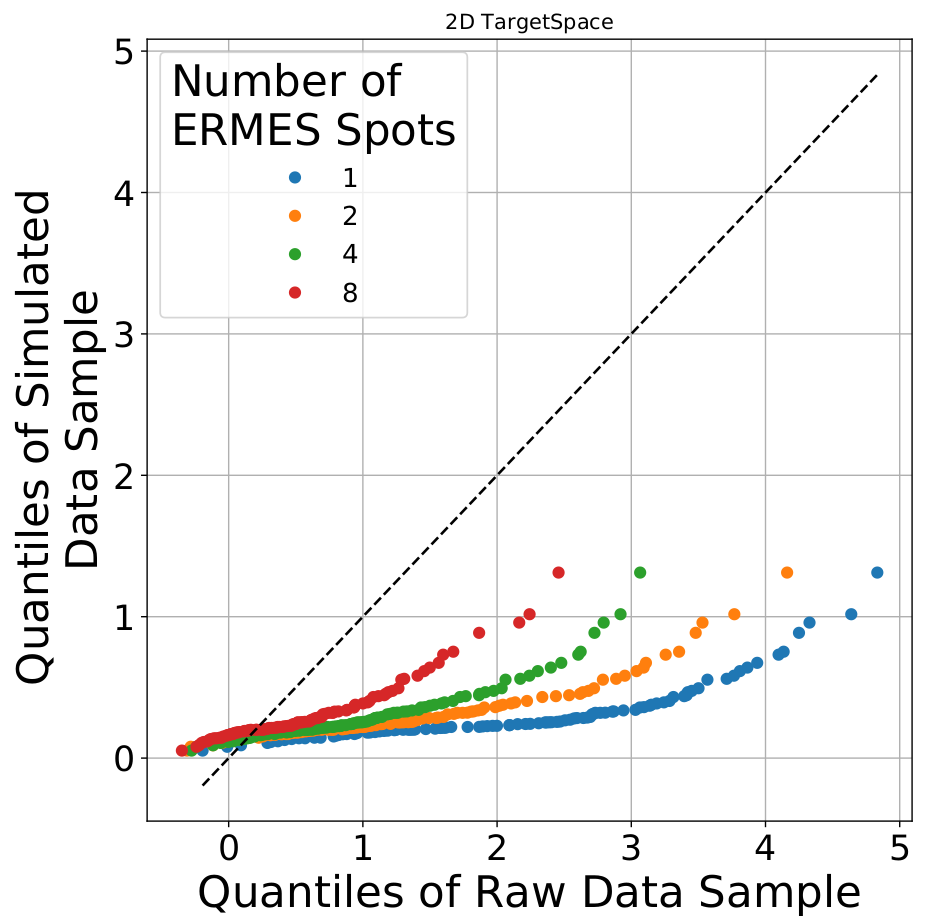 2D TargetSpace
Number of
ERMES Spots
1
2
4
8
5
4
3
2
1
0
Quantiles of Simulated
Data Sample
0 1 2 3 4 5
Quantiles of Raw Data Sample